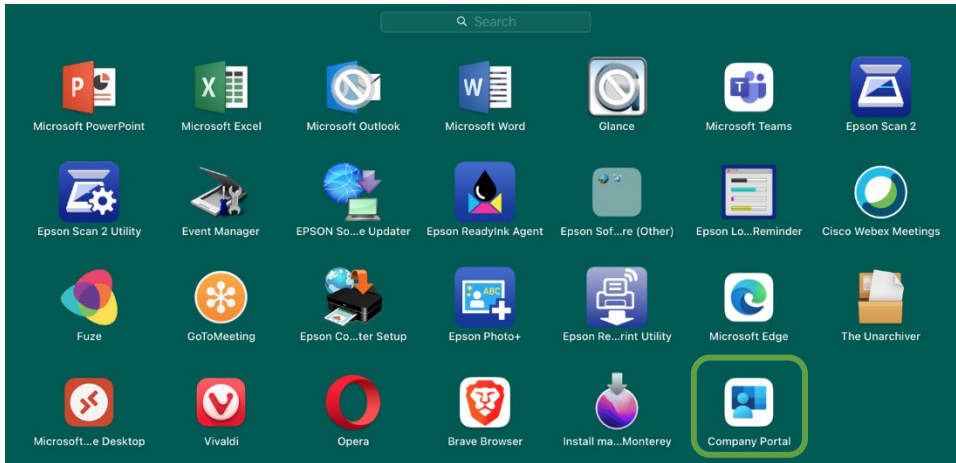 Search
Microsoft PowerPoint
Microsoft Excel
Microsoft Outlook
Microsoft Word
Glance
Microsoft Teams
Epson Scan 2
Epson Scan 2 Utility
Event Manager
EPSON So...e Updater
Epson ReadyInk Agent
Epson Sof...re (Other)
Epson Lo...Reminder
Cisco Webex Meetings
Fuze
GoToMeeting
Epson Co...ter Setup
Epson Photo+
Epson Re...rint Utility
Microsoft Edge
The Unarchiver
Microsoft...e Desktop
Vivaldi
Opera
Brave Browser
Install ma...Monterey
Company Portal